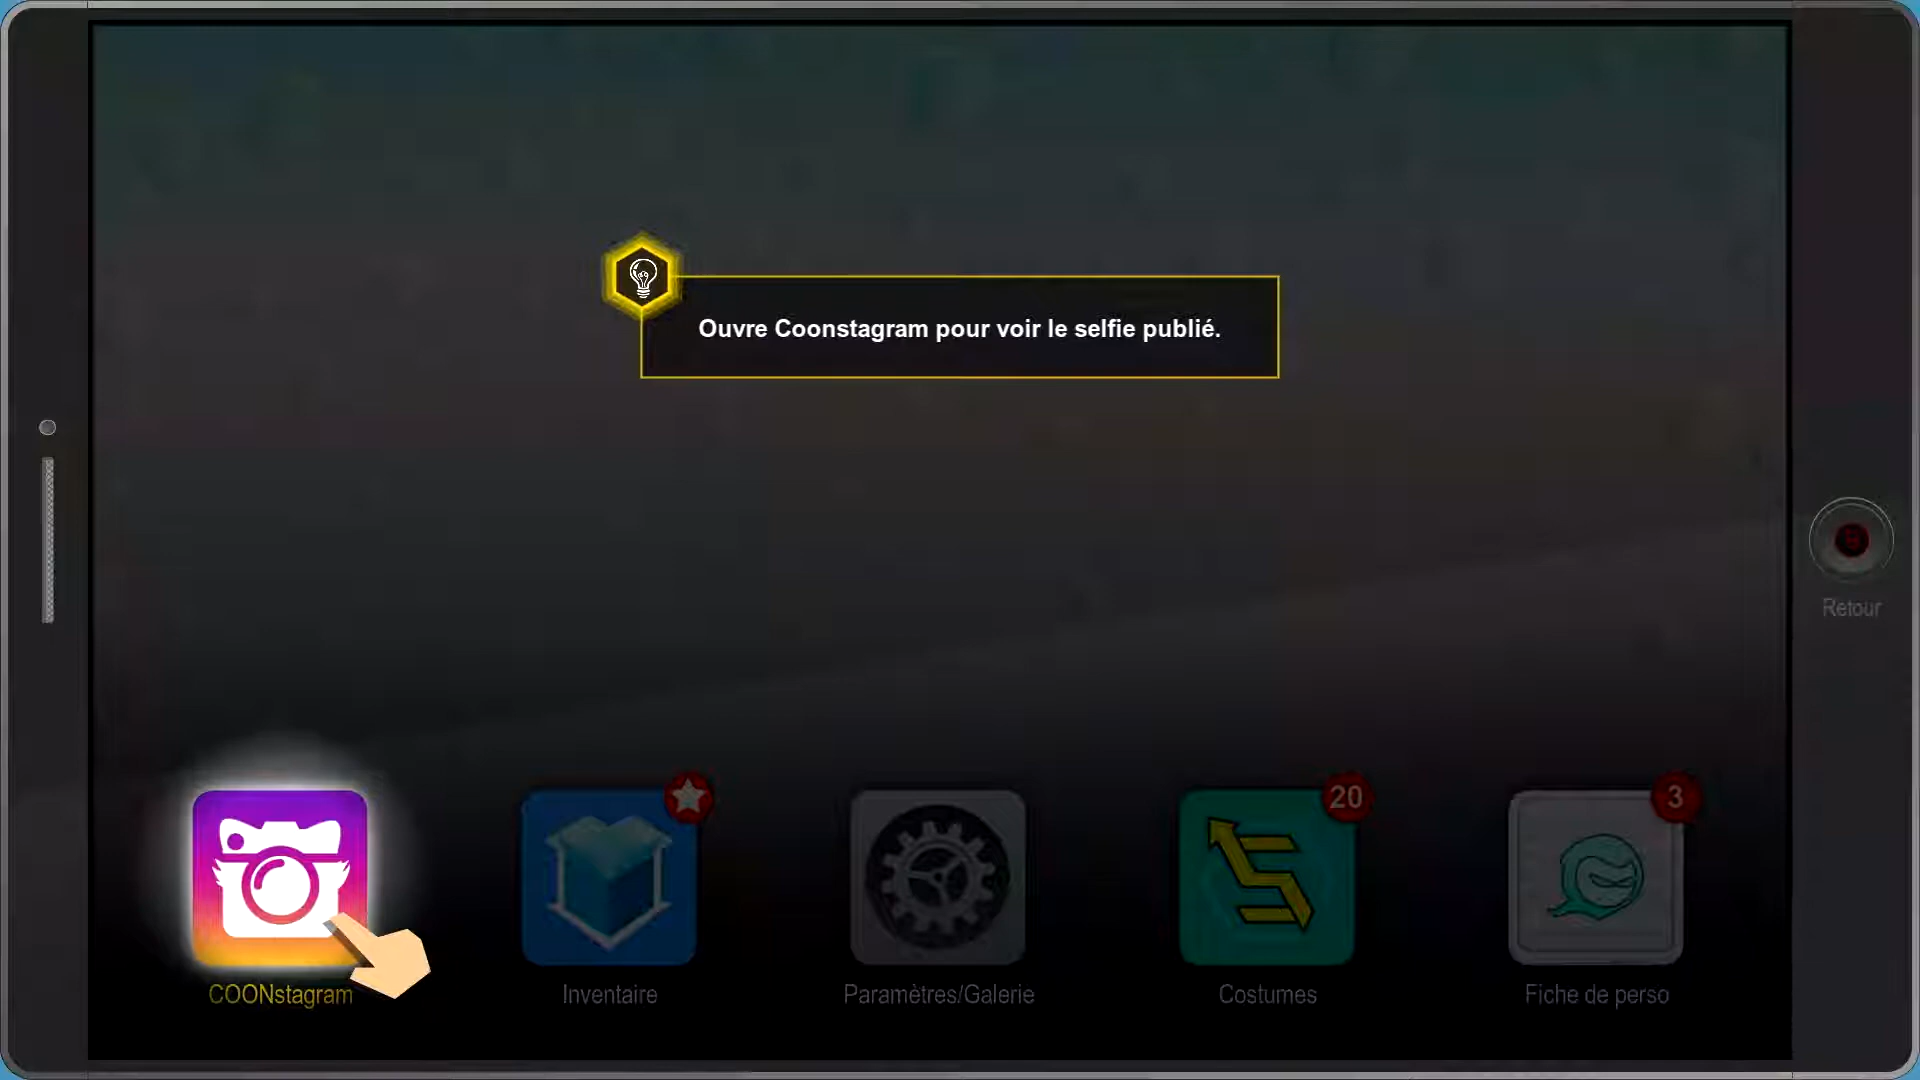 Ouvre Coonstagram pour voir le selfie publié.
Retour
20
3
COONstagram
Inventaire
Paramètres/Galerie
Costumes
Fiche de perso